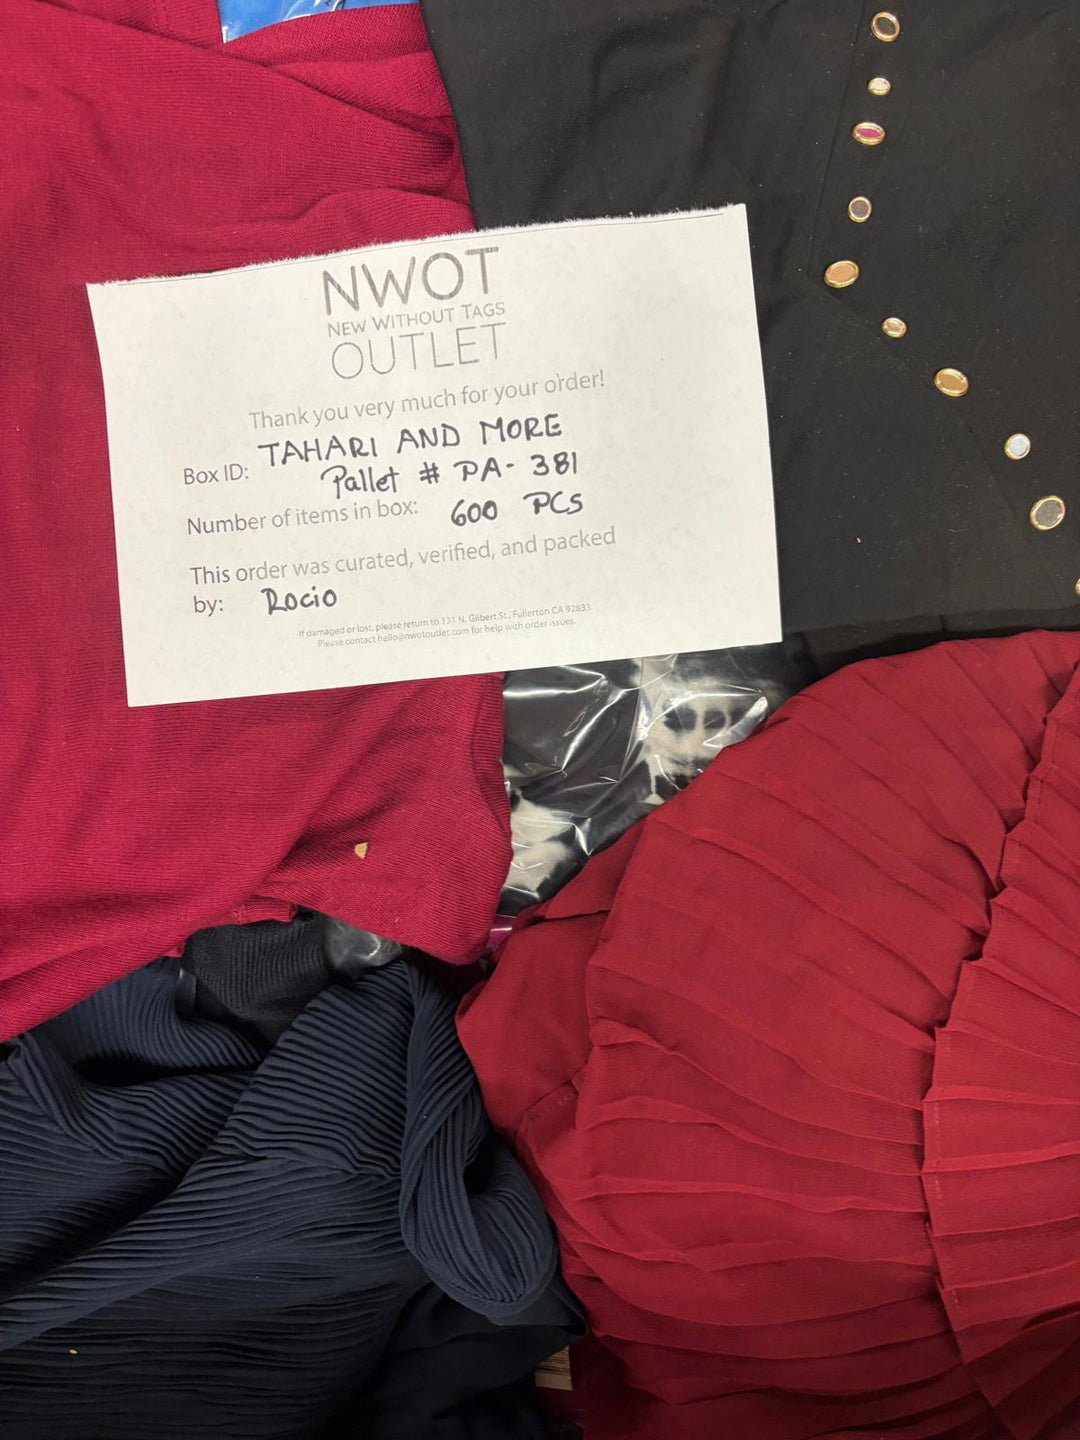 NWOT
NEW WITHOUT TAGS
OUTLET
Thank you very much for your order!
Box ID: TAHARI AND MORE
Pallet # PA-381
Number of items in box: 600 PCS
This order was curated, verified, and packed
by: Rocio
If damaged or lost, please return to 131 N. Gilbert St., Fullerton CA 92833.
Please contact hello@nwotoutlet.com for help with order issues.